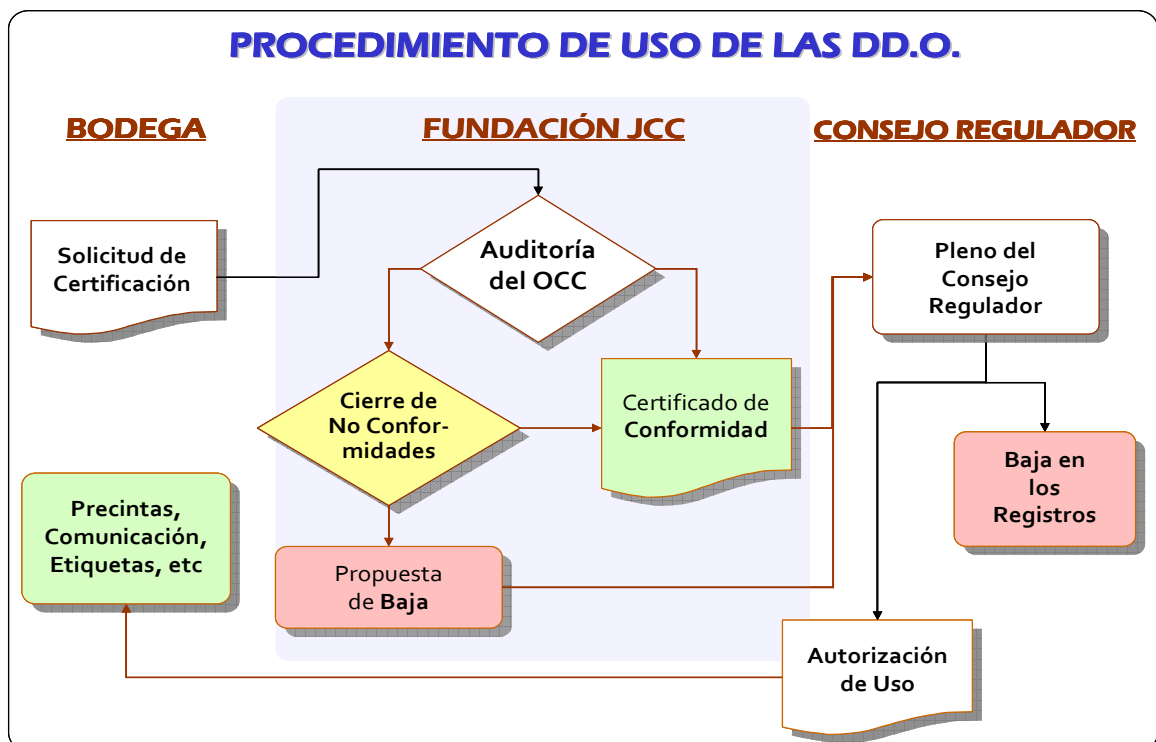 PROCEDIMIENTO DE USO DE LAS DD.O.
BODEGA
FUNDACIÓN JCC
CONSEJO REGULADOR
Solicitud de
Certificación
Auditoría
del OCC
Pleno del
Consejo
Regulador
Cierre de
No Confor-
midades
Certificado de
Conformidad
Baja en
los
Registros
Precintas,
Comunicación,
Etiquetas, etc
Propuesta
de Baja
Autorización
de Uso